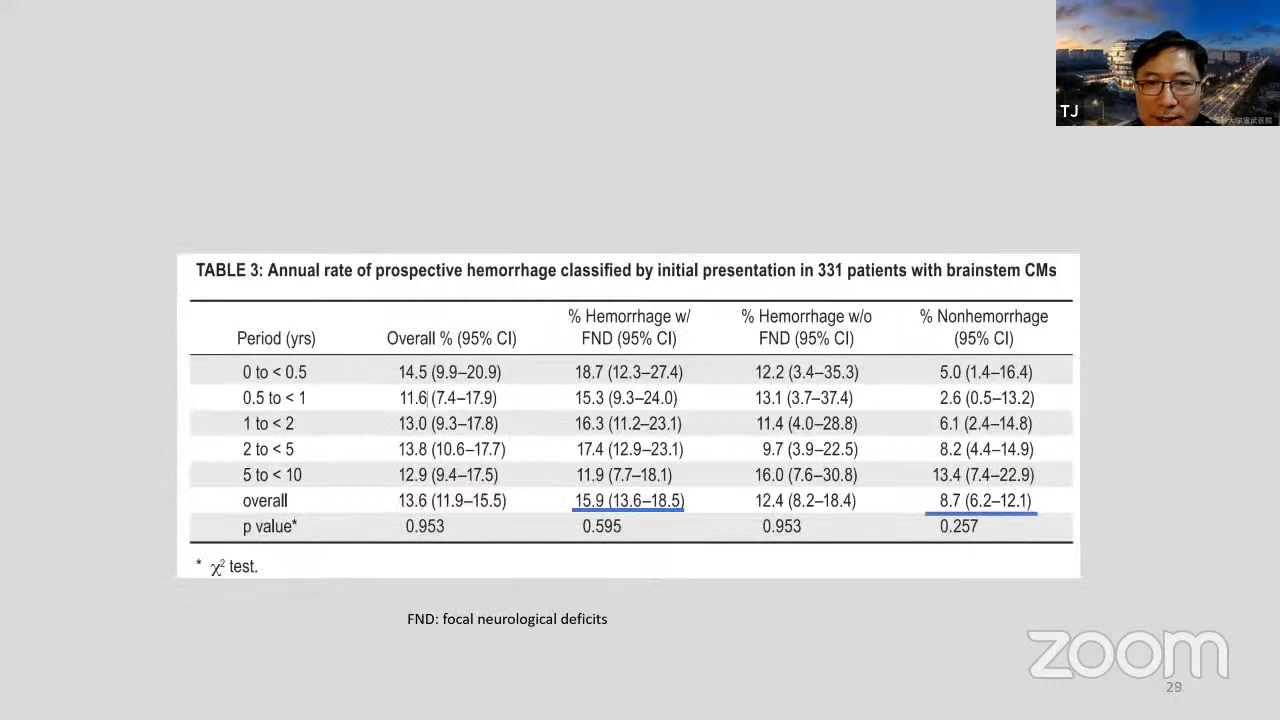 TJ
大学宣武医院
TABLE 3: Annual rate of prospective hemorrhage classified by initial presentation in 331 patients with brainstem CMs
Period (yrs) Overall % (95% CI) % Hemorrhage w/ FND (95% CI) % Hemorrhage w/o FND (95% CI) % Nonhemorrhage (95% CI)
0 to < 0.5 14.5 (9.9–20.9) 18.7 (12.3–27.4) 12.2 (3.4–35.3) 5.0 (1.4–16.4)
0.5 to < 1 11.6 (7.4–17.9) 15.3 (9.3–24.0) 13.1 (3.7–37.4) 2.6 (0.5–13.2)
1 to < 2 13.0 (9.3–17.8) 16.3 (11.2–23.1) 11.4 (4.0–28.8) 6.1 (2.4–14.8)
2 to < 5 13.8 (10.6–17.7) 17.4 (12.9–23.1) 9.7 (3.9–22.5) 8.2 (4.4–14.9)
5 to < 10 12.9 (9.4–17.5) 11.9 (7.7–18.1) 16.0 (7.6–30.8) 13.4 (7.4–22.9)
overall 13.6 (11.9–15.5) 15.9 (13.6–18.5) 12.4 (8.2–18.4) 8.7 (6.2–12.1)
p value* 0.953 0.595 0.953 0.257
* χ² test.
FND: focal neurological deficits
zoom
29